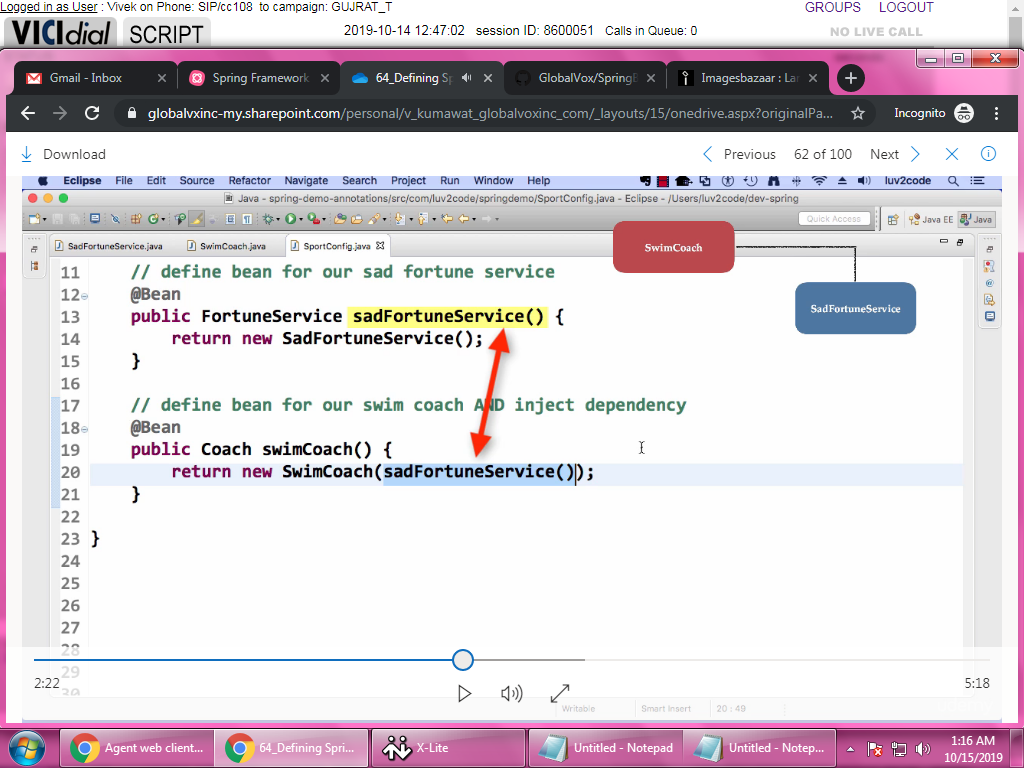 Logged in as User : Vivek on Phone: SIP/cc108 to campaign: GUJRAT_T
GROUPS LOGOUT
VICIdial SCRIPT
2019-10-14 12:47:02 session ID: 8600051 Calls in Queue: 0
NO LIVE CALL
Gmail - Inbox
Spring Framework
64_Defining Sp
GlobalVox/SpringB
Imagesbazaar : Lar
globalvxinc-my.sharepoint.com/personal/v_kumawat_globalvoxinc_com/_layouts/15/onedrive.aspx?originalPa...
Incognito
Download
Previous 62 of 100 Next
Eclipse File Edit Source Refactor Navigate Search Project Run Window Help
luv2code
Java - spring-demo-annotations/src/com/luv2code/springdemo/SportConfig.java - Eclipse - /Users/luv2code/dev-spring
Quick Access
Java EE
Java
SadFortuneService.java
SwimCoach.java
SportConfig.java
SwimCoach
SadFortuneService
11 // define bean for our sad fortune service
12 @Bean
13 public FortuneService sadFortuneService() {
14 return new SadFortuneService();
15 }
16
17 // define bean for our swim coach AND inject dependency
18 @Bean
19 public Coach swimCoach() {
20 return new SwimCoach(sadFortuneService());
21 }
22
23 }
24
25
26
27
28
29
30
2:22
5:18
Writable
Smart Insert
20 : 49
Agent web client...
64_Defining Spri...
X-Lite
Untitled - Notepad
Untitled - Notep...
1:16 AM
10/15/2019